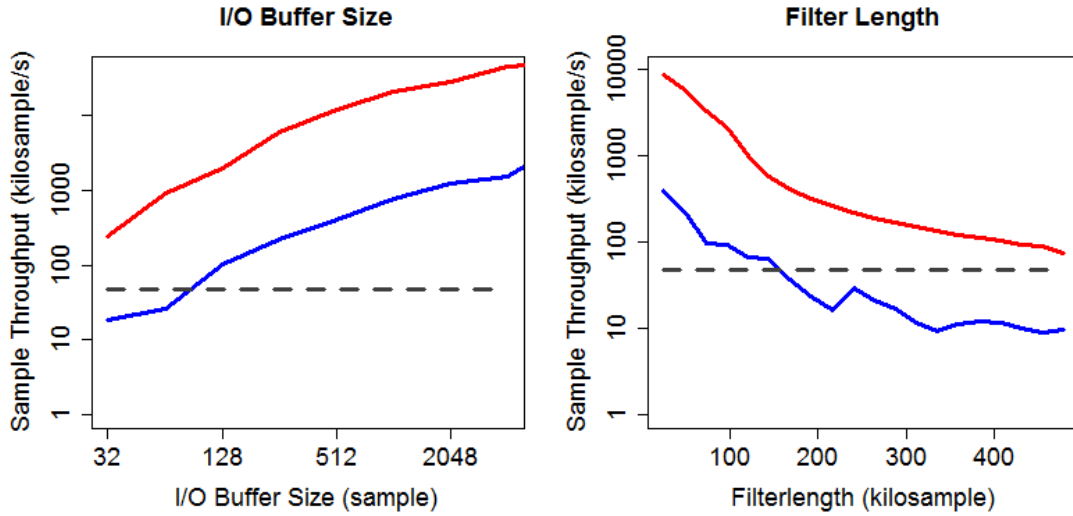 I/O Buffer Size
Sample Throughput (kilosample/s)
1000
100
10
1
32 128 512 2048
I/O Buffer Size (sample)
Filter Length
Sample Throughput (kilosample/s)
10000
1000
100
10
1
100 200 300 400
Filterlength (kilosample)